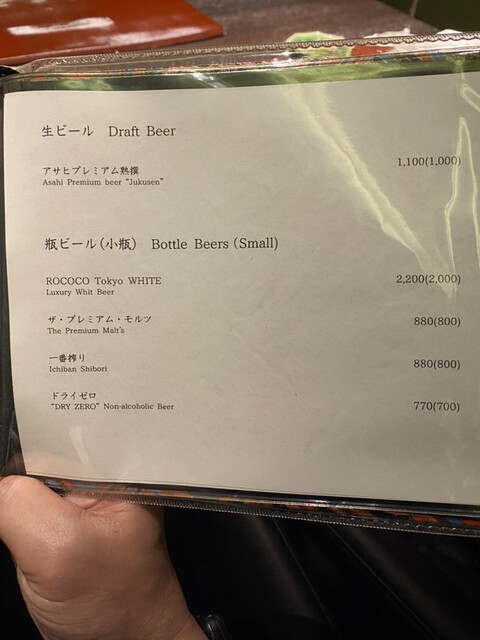 生ビール Draft Beer
アサヒプレミアム熟撰 1,100(1,000)
Asahi Premium beer "Jukusen"
瓶ビール(小瓶) Bottle Beers (Small)
ROCOCO Tokyo WHITE 2,200(2,000)
Luxury Whit Beer
ザ・プレミアム・モルツ 880(800)
The Premium Malt's
一番搾り 880(800)
Ichiban Shibori
ドライゼロ 770(700)
"DRY ZERO" Non-alcoholic Beer